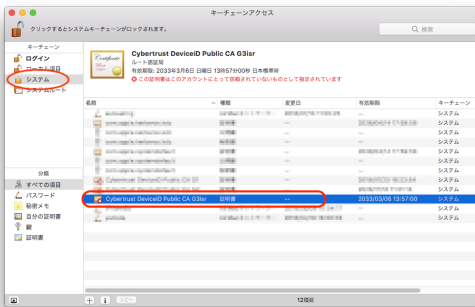 キーチェーンアクセス
クリックするとシステムキーチェーンがロックされます。
検索
キーチェーン
ログイン
ローカル項目
システム
システムルート
Certificate
Cybertrust DeviceID Public CA G3isr
ルート認証局
有効期限: 2033年3月6日 日曜日 13時57分00秒 日本標準時
この証明書はこのアカウントにとって信頼されていないものとして指定されています
名前
種類
変更日
有効期限
キーチェーン
システム
システム
システム
システム
システム
システム
システム
システム
Cybertrust DeviceID Public CA G3isr 証明書 -- 2033/03/06 13:57:00 システム
システム
システム
分類
すべての項目
パスワード
秘密メモ
自分の証明書
鍵
証明書
コピー
12項目